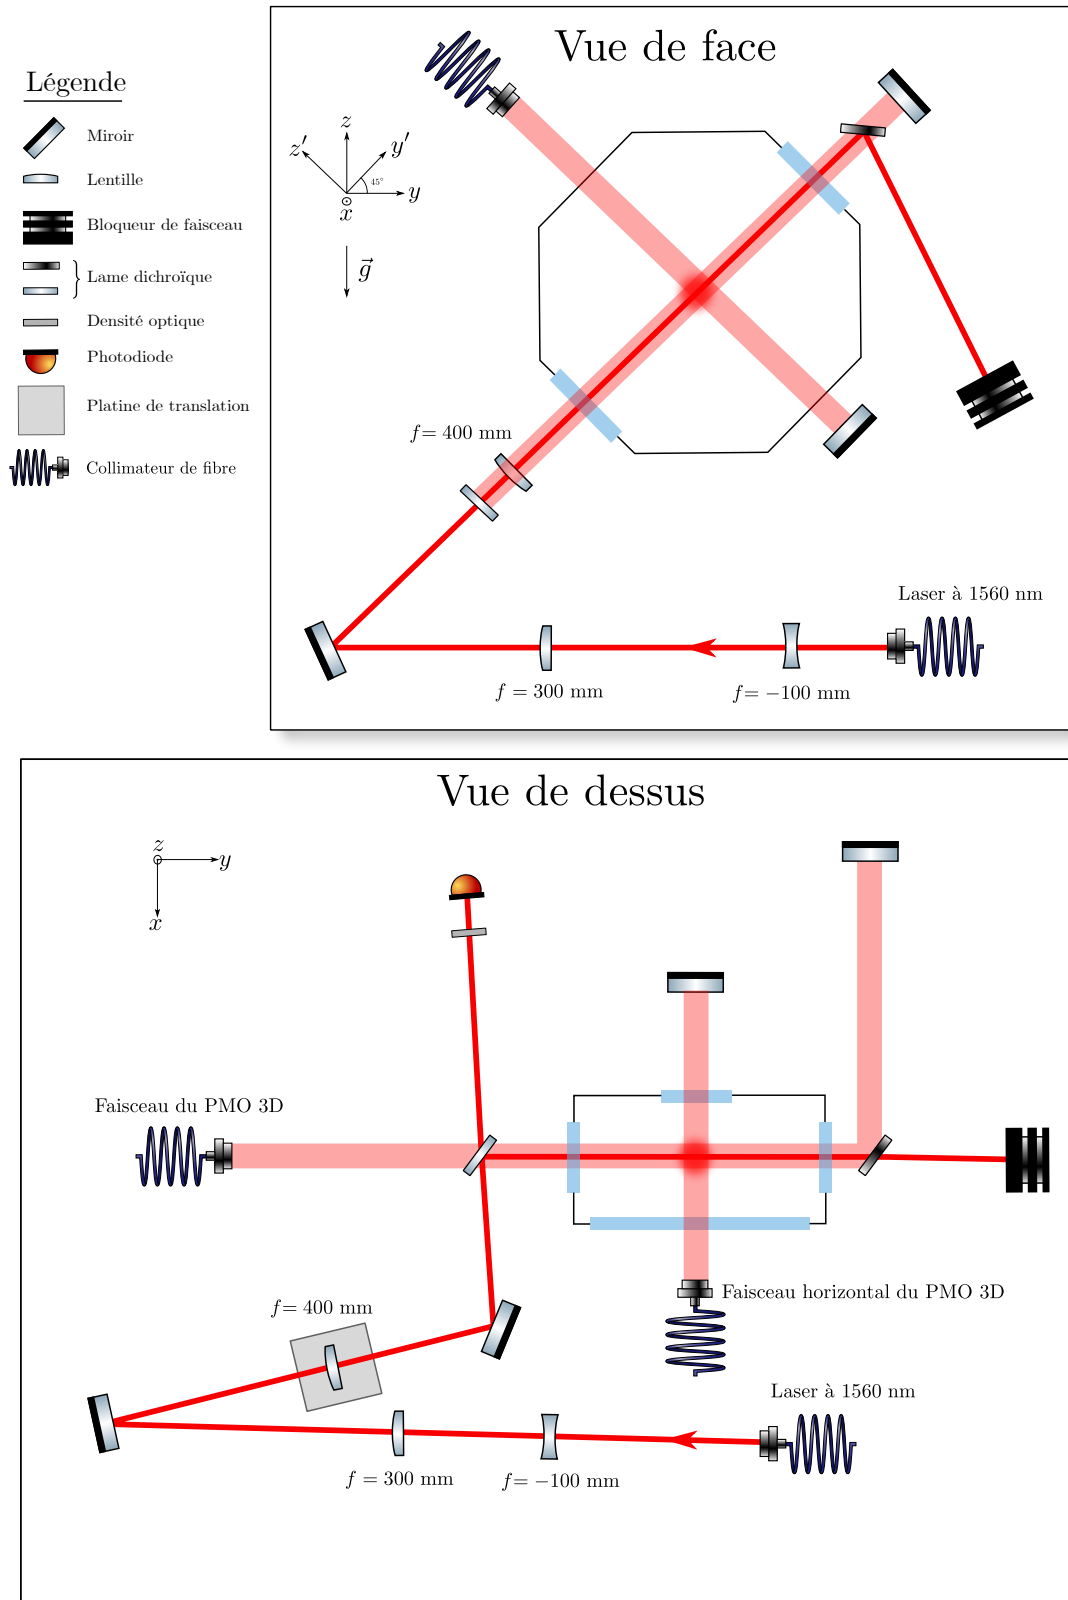 Vue de face
Légende
Miroir
Lentille
Bloqueur de faisceau
Lame dichroïque
Densité optique
Photodiode
Platine de translation
Collimateur de fibre
z
z′
y′
45°
y
x
g⃗
f = 400 mm
Laser à 1560 nm
f = 300 mm
f = −100 mm
Vue de dessus
z
y
x
Faisceau du PMO 3D
Faisceau horizontal du PMO 3D
f = 400 mm
Laser à 1560 nm
f = 300 mm
f = −100 mm